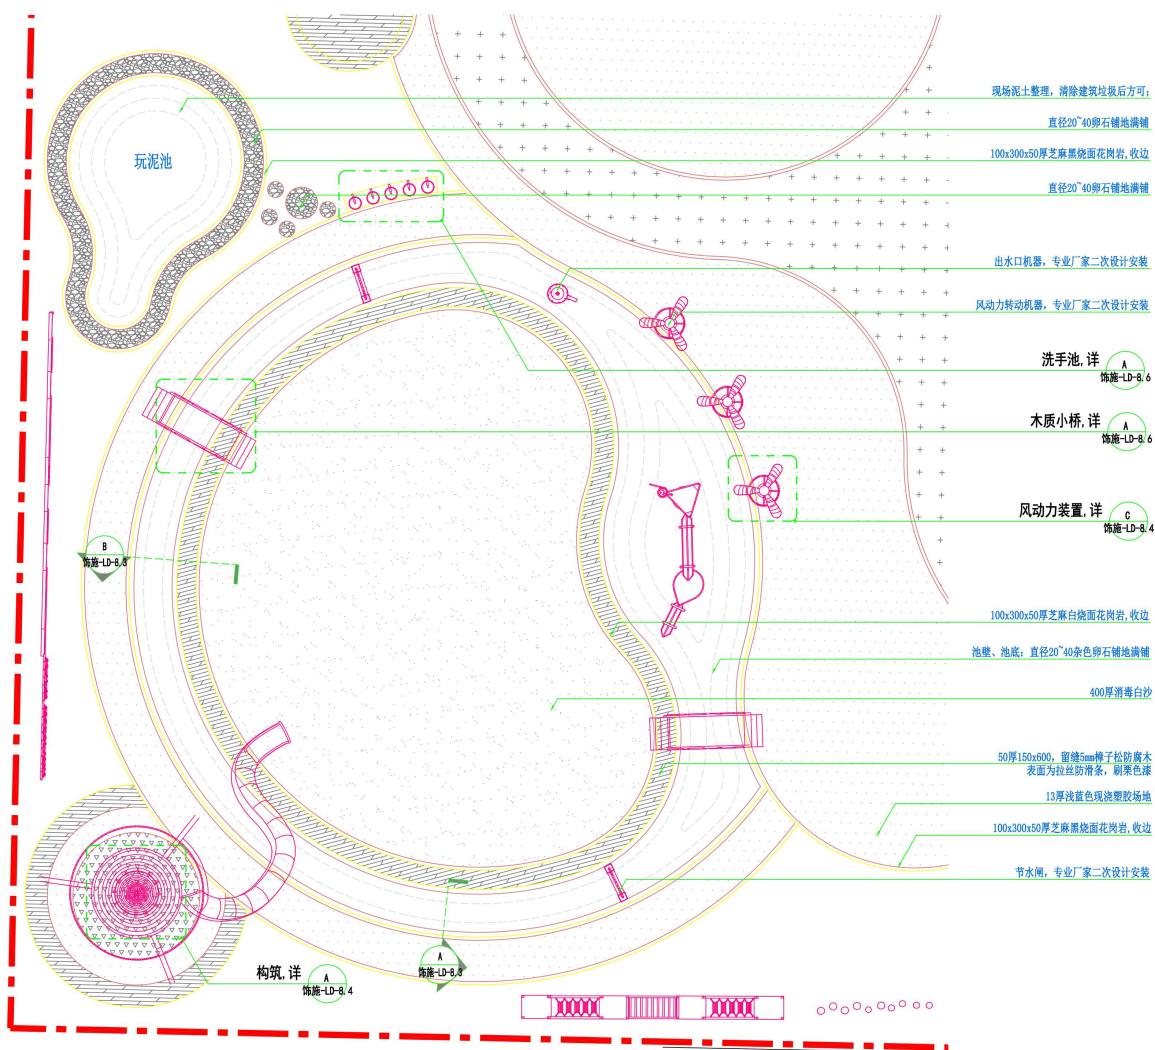 现场泥土整理，清除建筑垃圾后方可;
直径20~40卵石铺地满铺
玩泥池
100x300x50厚芝麻黑烧面花岗岩,收边
直径20~40卵石铺地满铺
出水口机器，专业厂家二次设计安装
风动力转动机器，专业厂家二次设计安装
洗手池,详
A
饰施-LD-8.6
木质小桥,详
A
饰施-LD-8.6
风动力装置,详
C
饰施-LD-8.4
B
饰施-LD-8.3
100x300x50厚芝麻白烧面花岗岩,收边
池壁、池底：直径20~40杂色卵石铺地满铺
400厚消毒白沙
50厚150x600，留缝5mm樟子松防腐木
表面为拉丝防滑条，刷栗色漆
13厚浅蓝色现浇塑胶场地
100x300x50厚芝麻黑烧面花岗岩,收边
节水闸，专业厂家二次设计安装
A
饰施-LD-8.3
构筑,详
A
饰施-LD-8.4